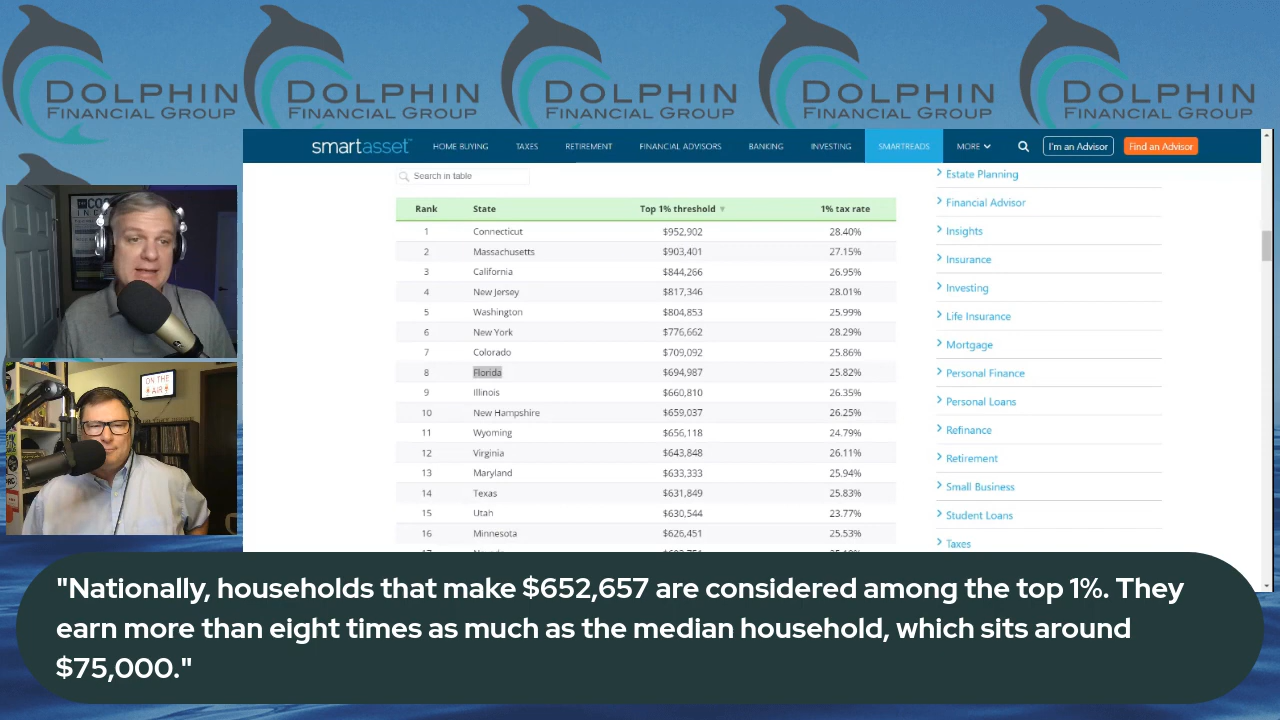 DOLPHIN FINANCIAL GROUP
DOLPHIN FINANCIAL GROUP
DOLPHIN FINANCIAL GROUP
DOLPHIN FINANCIAL GROUP
DOLPHIN FINANCIAL GROUP
smartasset HOME BUYING TAXES RETIREMENT FINANCIAL ADVISORS BANKING INVESTING SMARTREADS MORE I'm an Advisor Find an Advisor
Search in table
Rank State Top 1% threshold 1% tax rate
1 Connecticut $952,902 28.40%
2 Massachusetts $903,401 27.15%
3 California $844,266 26.95%
4 New Jersey $817,346 28.01%
5 Washington $804,853 25.99%
6 New York $776,662 28.29%
7 Colorado $709,092 25.86%
8 Florida $694,987 25.82%
9 Illinois $660,810 26.35%
10 New Hampshire $659,037 26.25%
11 Wyoming $656,118 24.79%
12 Virginia $643,848 26.11%
13 Maryland $633,333 25.94%
14 Texas $631,849 25.83%
15 Utah $630,544 23.77%
16 Minnesota $626,451 25.53%
Estate Planning
Financial Advisor
Insights
Insurance
Investing
Life Insurance
Mortgage
Personal Finance
Personal Loans
Refinance
Retirement
Small Business
Student Loans
Taxes
ON THE
AIR
"Nationally, households that make $652,657 are considered among the top 1%. They
earn more than eight times as much as the median household, which sits around
$75,000."